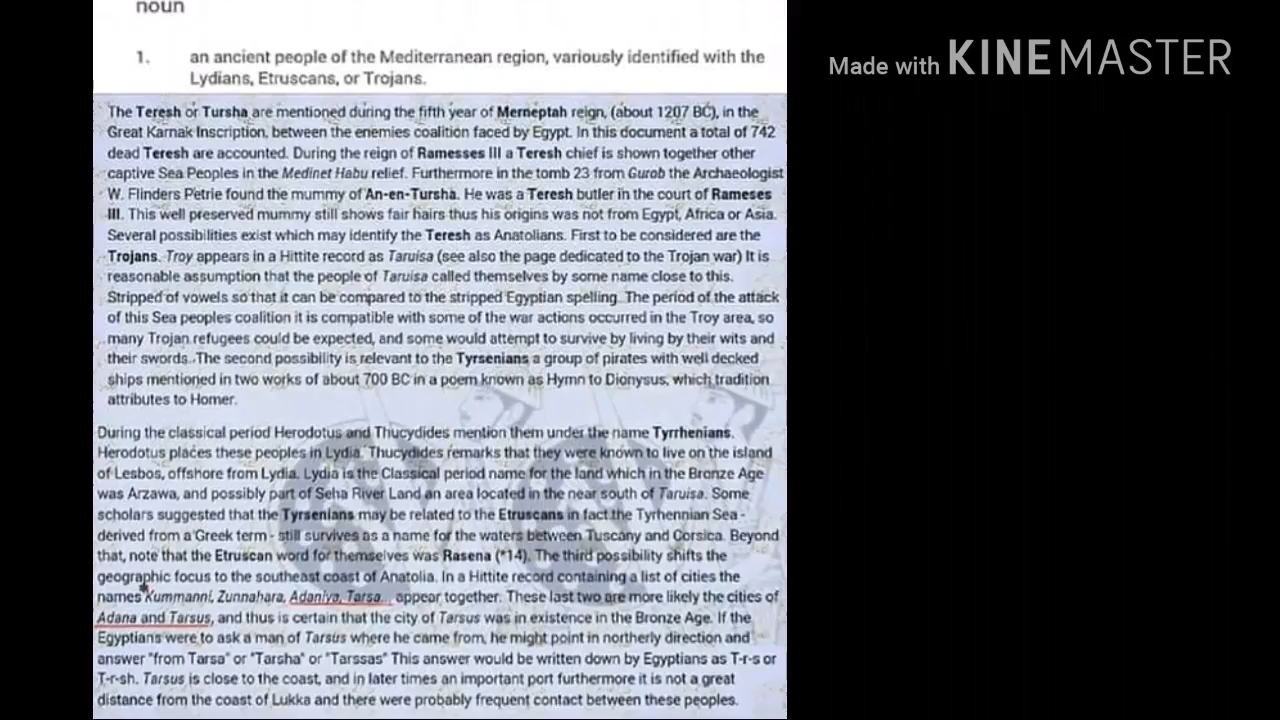 noun
1. an ancient people of the Mediterranean region, variously identified with the
Lydians, Etruscans, or Trojans.
Made with KINEMASTER
The Teresh or Tursha are mentioned during the fifth year of Merneptah reign, (about 1207 BC), in the
Great Karnak Inscription, between the enemies coalition faced by Egypt. In this document a total of 742
dead Teresh are accounted. During the reign of Ramesses III a Teresh chief is shown together other
captive Sea Peoples in the Medinet Habu relief. Furthermore in the tomb 23 from Gurob the Archaeologist
W. Flinders Petrie found the mummy of An-en-Tursha. He was a Teresh butler in the court of Rameses
III. This well preserved mummy still shows fair hairs thus his origins was not from Egypt, Africa or Asia.
Several possibilities exist which may identify the Teresh as Anatolians. First to be considered are the
Trojans. Troy appears in a Hittite record as Taruisa (see also the page dedicated to the Trojan war) It is
reasonable assumption that the people of Taruisa called themselves by some name close to this.
Stripped of vowels so that it can be compared to the stripped Egyptian spelling. The period of the attack
of this Sea peoples coalition it is compatible with some of the war actions occurred in the Troy area, so
many Trojan refugees could be expected, and some would attempt to survive by living by their wits and
their swords. The second possibility is relevant to the Tyrsenians a group of pirates with well decked
ships mentioned in two works of about 700 BC in a poem known as Hymn to Dionysus, which tradition
attributes to Homer.
During the classical period Herodotus and Thucydides mention them under the name Tyrrhenians.
Herodotus places these peoples in Lydia. Thucydides remarks that they were known to live on the island
of Lesbos, offshore from Lydia. Lydia is the Classical period name for the land which in the Bronze Age
was Arzawa, and possibly part of Seha River Land an area located in the near south of Taruisa. Some
scholars suggested that the Tyrsenians may be related to the Etruscans in fact the Tyrhennian Sea -
derived from a Greek term - still survives as a name for the waters between Tuscany and Corsica. Beyond
that, note that the Etruscan word for themselves was Rasena (*14). The third possibility shifts the
geographic focus to the southeast coast of Anatolia. In a Hittite record containing a list of cities the
names Kummanni, Zunnahara, Adaniya, Tarsa... appear together. These last two are more likely the cities of
Adana and Tarsus, and thus is certain that the city of Tarsus was in existence in the Bronze Age. If the
Egyptians were to ask a man of Tarsus where he came from, he might point in northerly direction and
answer "from Tarsa" or "Tarsha" or "Tarssas" This answer would be written down by Egyptians as T-r-s or
T-r-sh. Tarsus is close to the coast, and in later times an important port furthermore it is not a great
distance from the coast of Lukka and there were probably frequent contact between these peoples.